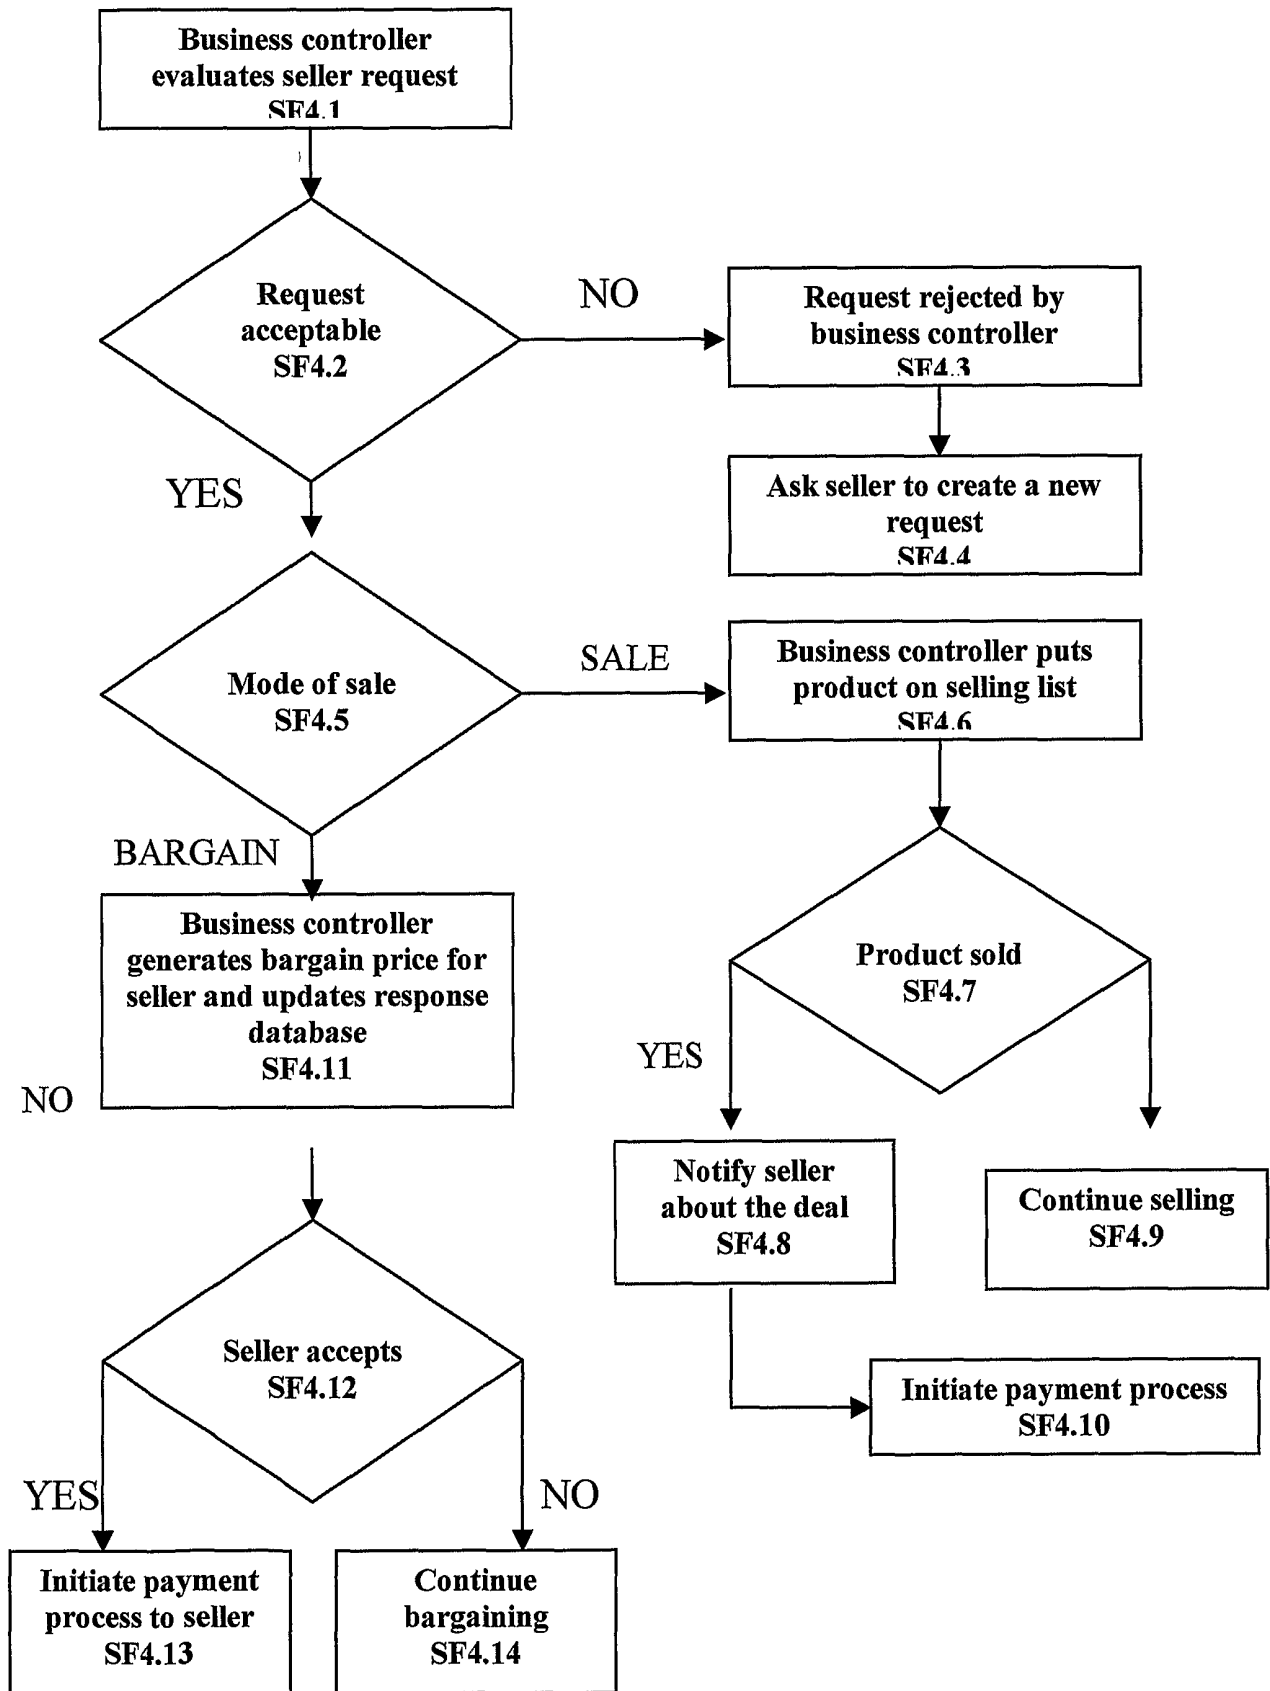 Business controller
evaluates seller request
SF4.1
Request
acceptable
SF4.2
NO
Request rejected by
business controller
SF4.3
Ask seller to create a new
request
SF4.4
YES
Mode of sale
SF4.5
SALE
Business controller puts
product on selling list
SF4.6
BARGAIN
Business controller
generates bargain price for
seller and updates response
database
SF4.11
NO
Product sold
SF4.7
YES
Notify seller
about the deal
SF4.8
Continue selling
SF4.9
Initiate payment process
SF4.10
Seller accepts
SF4.12
YES
NO
Initiate payment
process to seller
SF4.13
Continue
bargaining
SF4.14